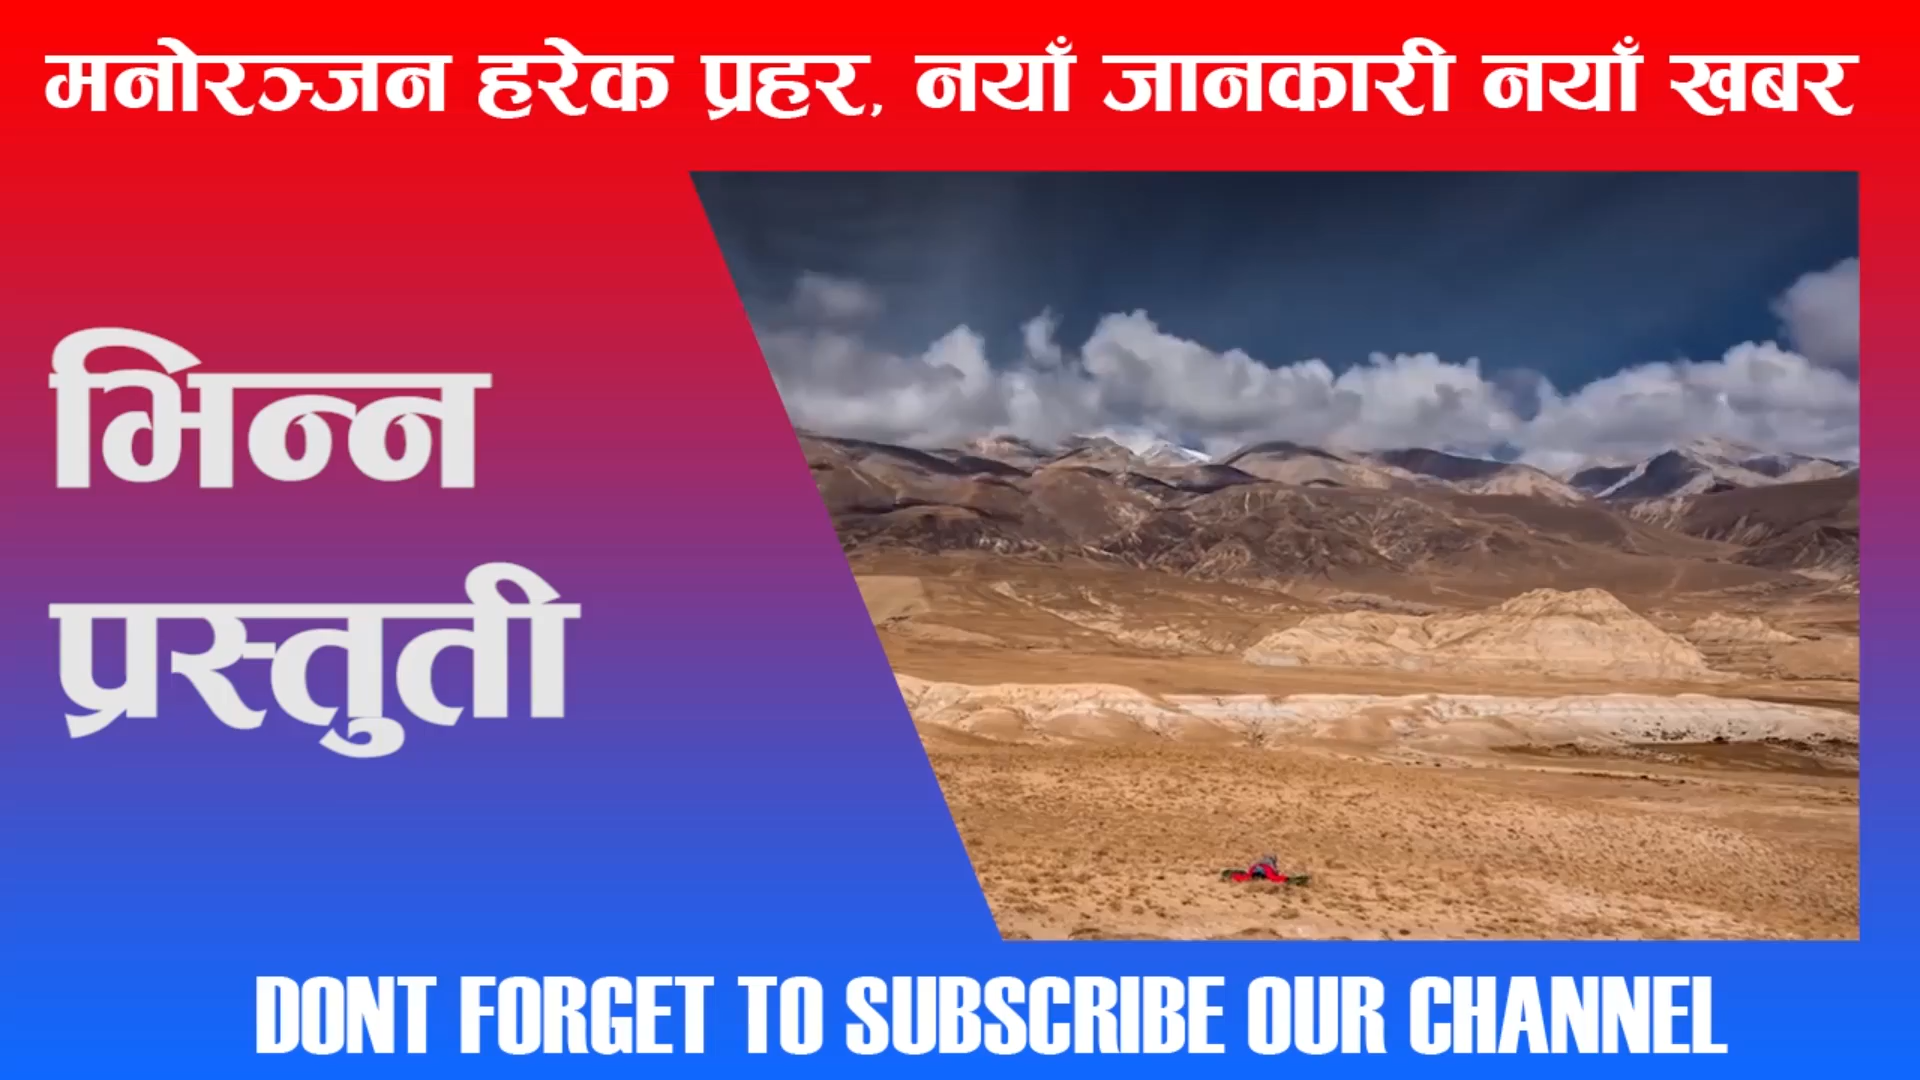 मनोरञ्जन हरेक प्रहर, नयाँ जानकारी नयाँ खबर
भिन्न
प्रस्तुती
DONT FORGET TO SUBSCRIBE OUR CHANNEL